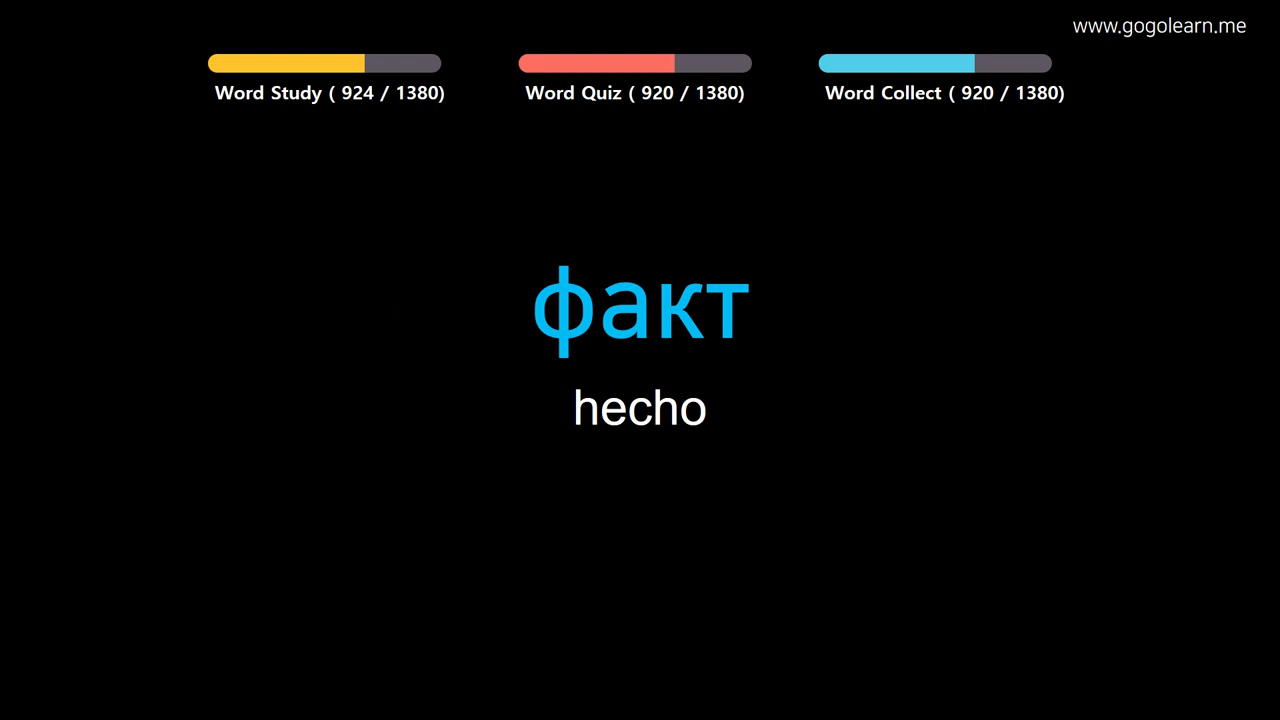 www.gogolearn.me
Word Study ( 924 / 1380)
Word Quiz ( 920 / 1380)
Word Collect ( 920 / 1380)
факт
hecho